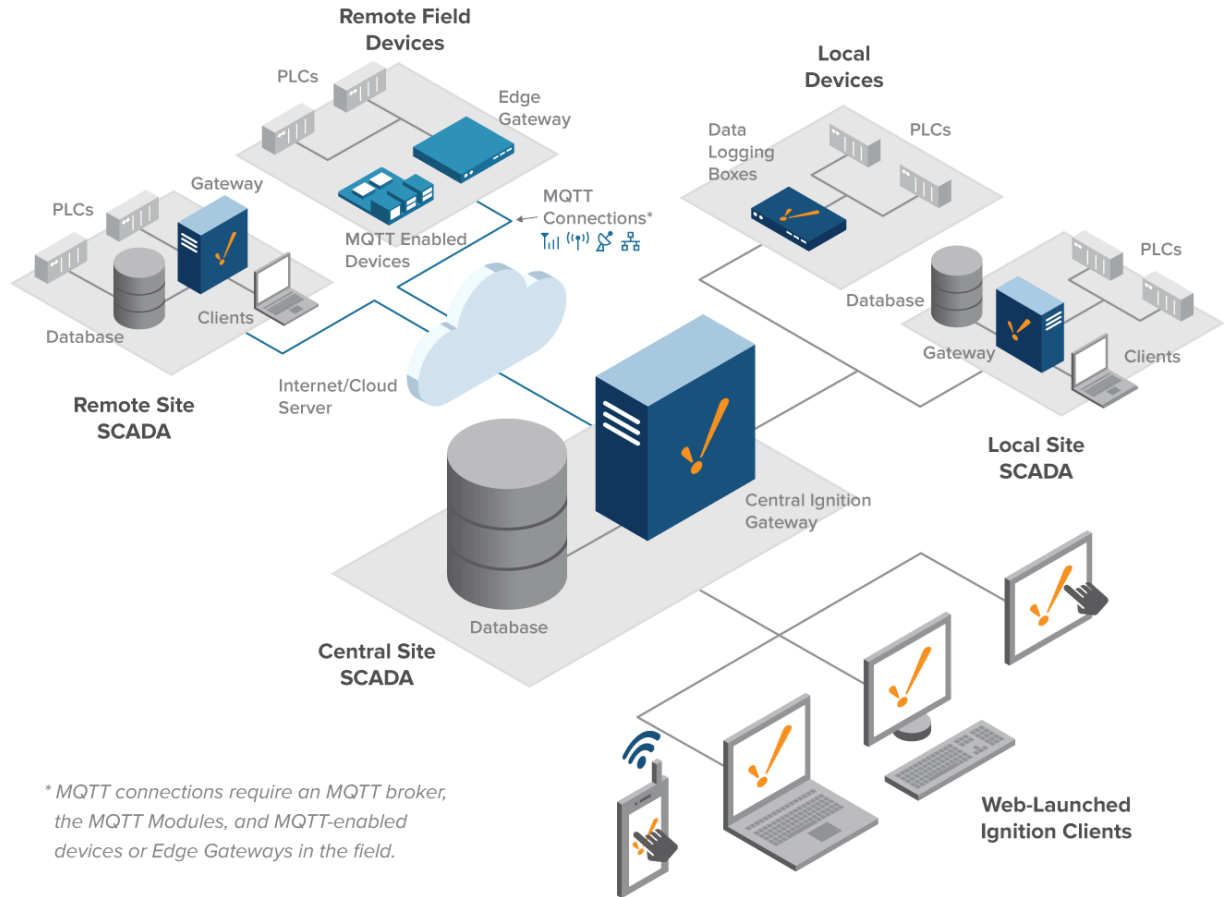 Remote Field
Devices
PLCs
Edge
Gateway
MQTT Enabled
Devices
MQTT
Connections*
Local
Devices
Data
Logging
Boxes
PLCs
PLCs
Gateway
Database
Clients
Remote Site
SCADA
Internet/Cloud
Server
Database
PLCs
Gateway
Clients
Local Site
SCADA
Central Ignition
Gateway
Database
Central Site
SCADA
Web-Launched
Ignition Clients
* MQTT connections require an MQTT broker,
the MQTT Modules, and MQTT-enabled
devices or Edge Gateways in the field.